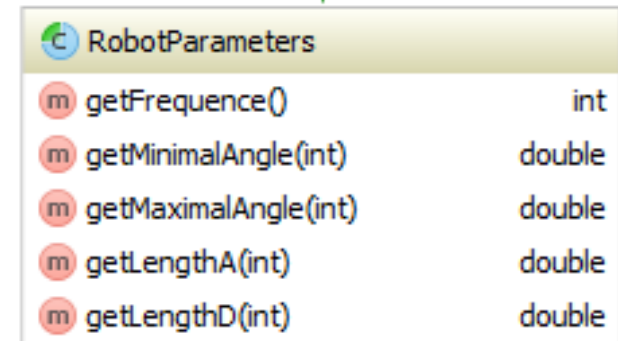 C RobotParameters
m getFrequence() int
m getMinimalAngle(int) double
m getMaximalAngle(int) double
m getLengthA(int) double
m getLengthD(int) double